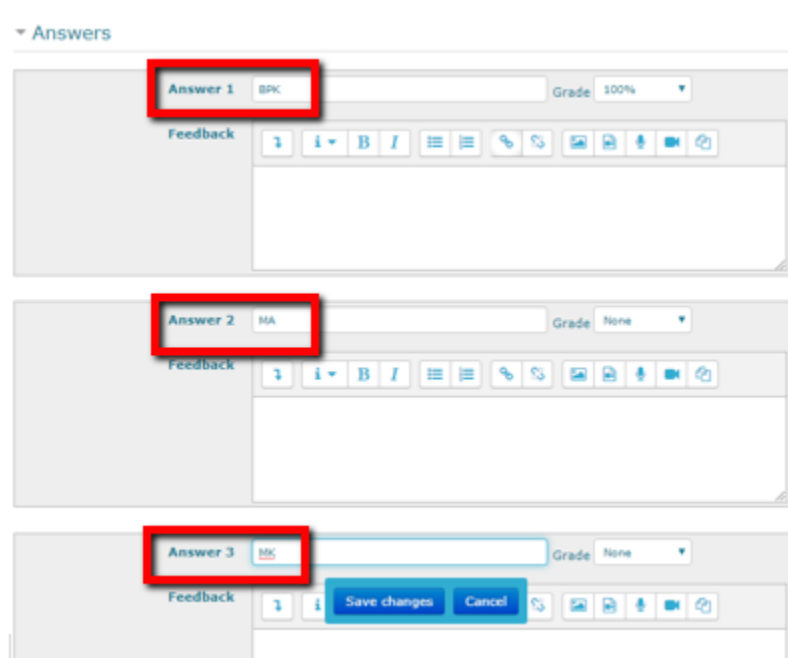 Answers
Answer 1 BPK Grade 100%
Feedback
i B I
Answer 2 MA Grade None
Feedback
i B I
Answer 3 MK Grade None
Feedback
i Save changes Cancel